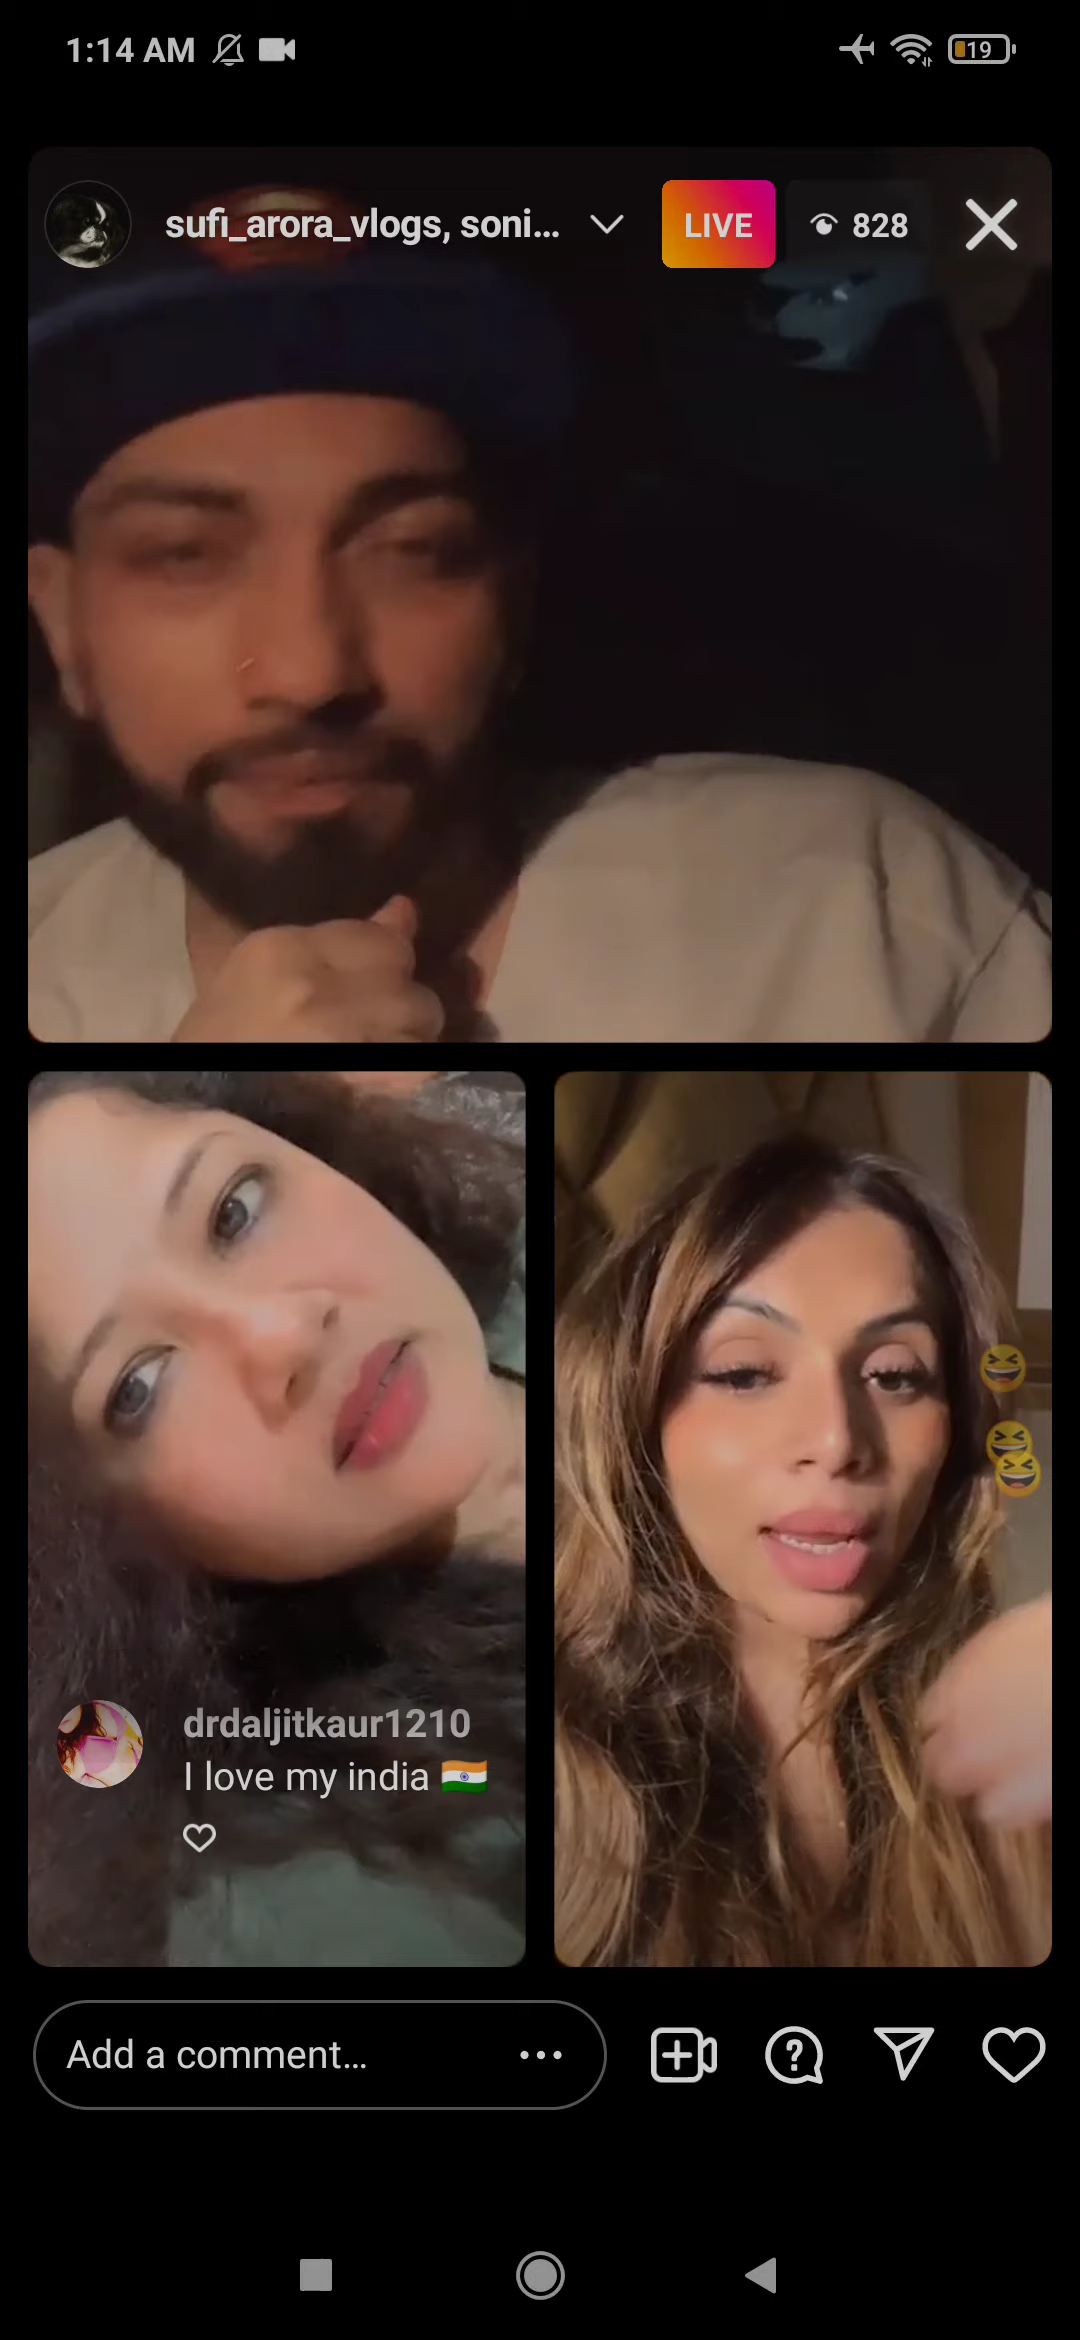 1:14 AM 19
sufi_arora_vlogs, soni... LIVE 828
drdaljitkaur1210
I love my india 🇮🇳
Add a comment...